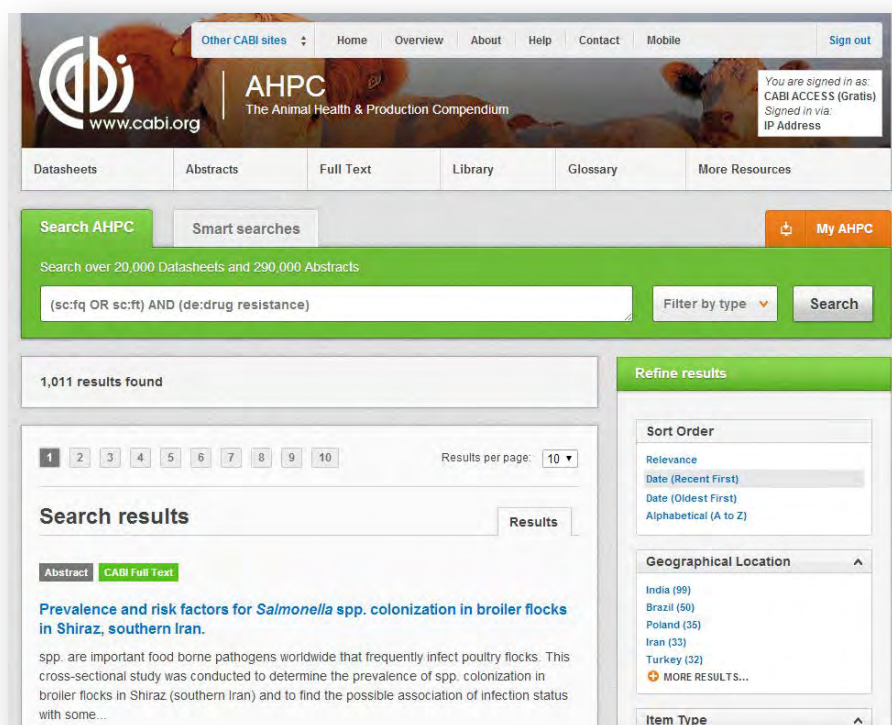 Other CABI sites Home Overview About Help Contact Mobile Sign out
cabi
www.cabi.org
AHPC
The Animal Health & Production Compendium
You are signed in as:
CABI ACCESS (Gratis)
Signed in via:
IP Address
Datasheets Abstracts Full Text Library Glossary More Resources
Search AHPC Smart searches My AHPC
Search over 20,000 Datasheets and 290,000 Abstracts
(sc:fq OR sc:ft) AND (de:drug resistance) Filter by type Search
1,011 results found
1 2 3 4 5 6 7 8 9 10 Results per page: 10
Search results Results
Abstract CABI Full Text
Prevalence and risk factors for Salmonella spp. colonization in broiler flocks
in Shiraz, southern Iran.
spp. are important food borne pathogens worldwide that frequently infect poultry flocks. This
cross-sectional study was conducted to determine the prevalence of spp. colonization in
broiler flocks in Shiraz (southern Iran) and to find the possible association of infection status
with some...
Refine results
Sort Order
Relevance
Date (Recent First)
Date (Oldest First)
Alphabetical (A to Z)
Geographical Location
India (99)
Brazil (50)
Poland (35)
Iran (33)
Turkey (32)
MORE RESULTS...
Item Type